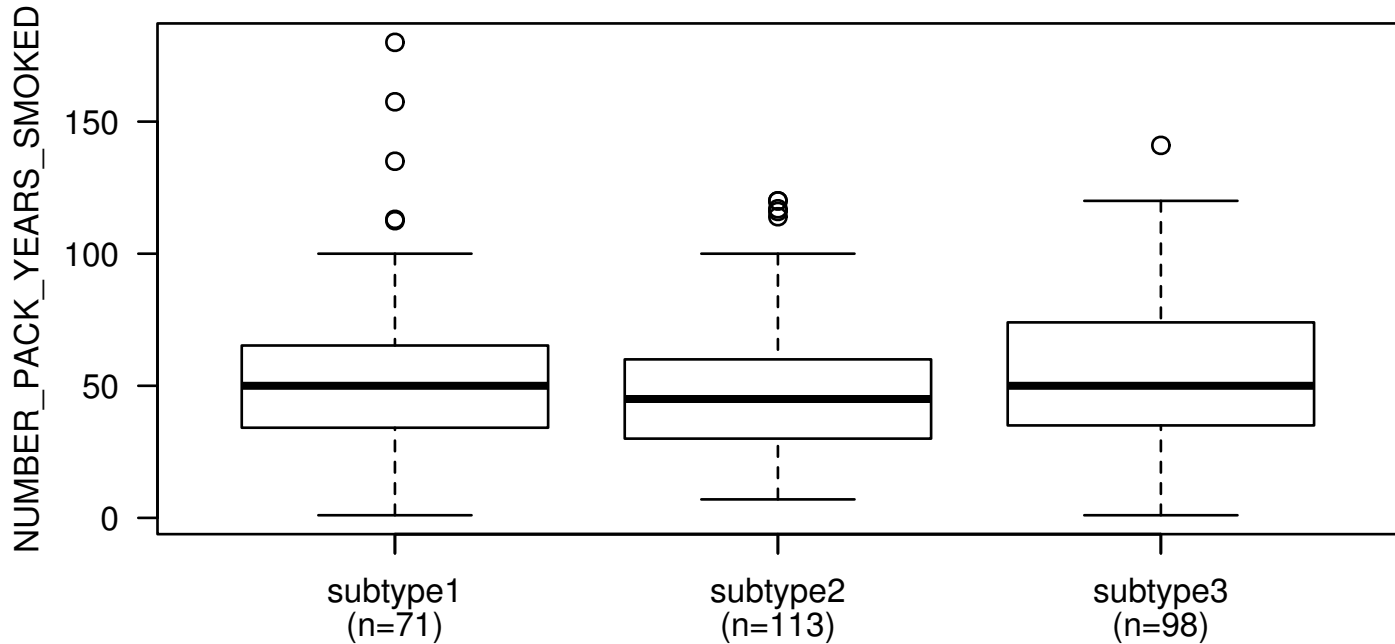 NUMBER_PACK_YEARS_SMOKED
150
100
50
0
subtype1
(n=71)
subtype2
(n=113)
subtype3
(n=98)